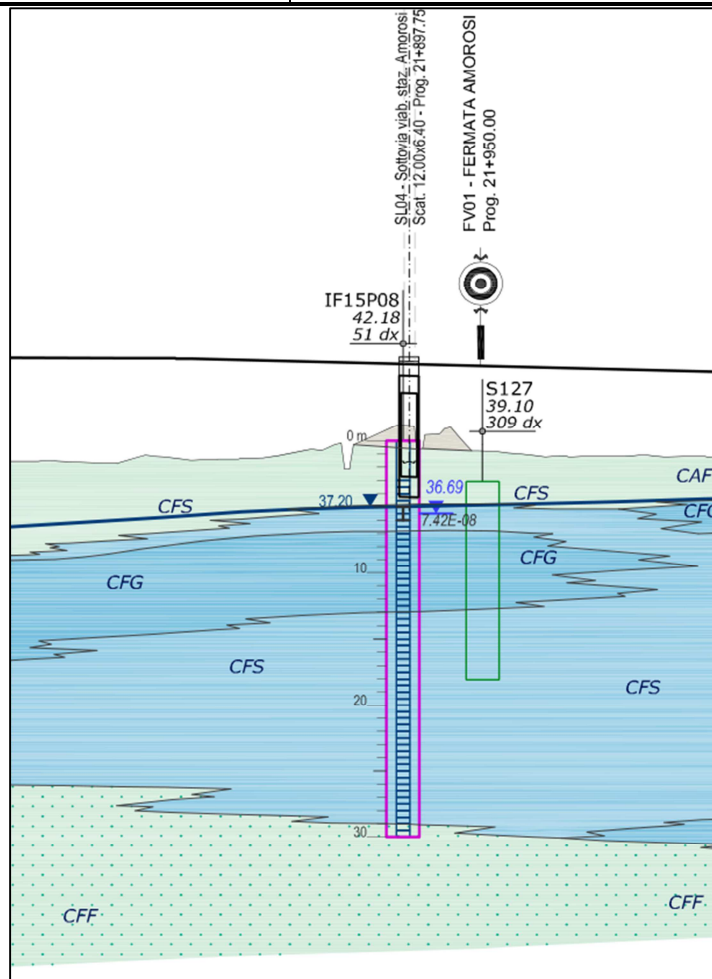 SL04 - Sottovia viab. staz. Amorosi
Scat. 12.00x6.40 - Prog. 21+897.75
FV01 - FERMATA AMOROSI
Prog. 21+950.00
IF15P08
42.18
51 dx
S127
39.10
309 dx
0 m
CAF
CFS
37.20
36.69
CFS
CFG
7.42E-08
CFG
10
CFG
CFS
CFS
20
30
CFF
CFF